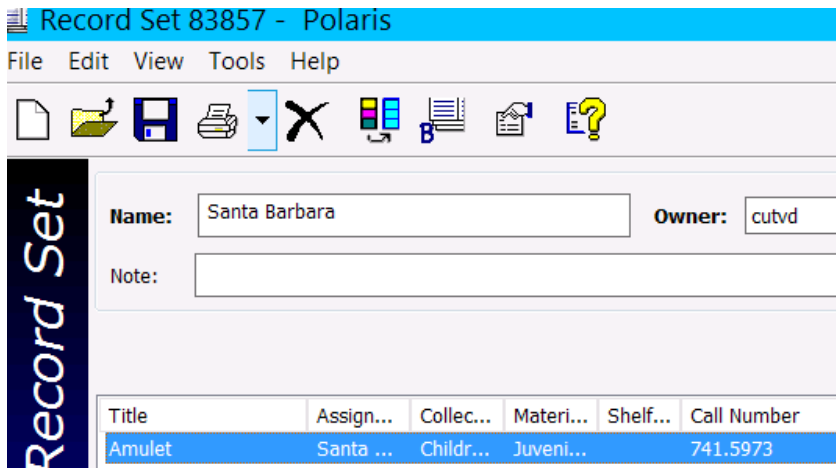 Record Set 83857 - Polaris
File Edit View Tools Help
B
Record Set
Name: Santa Barbara Owner: cutvd
Note:
Title Assign... Collec... Materi... Shelf... Call Number
Amulet Santa ... Childr... Juveni... 741.5973